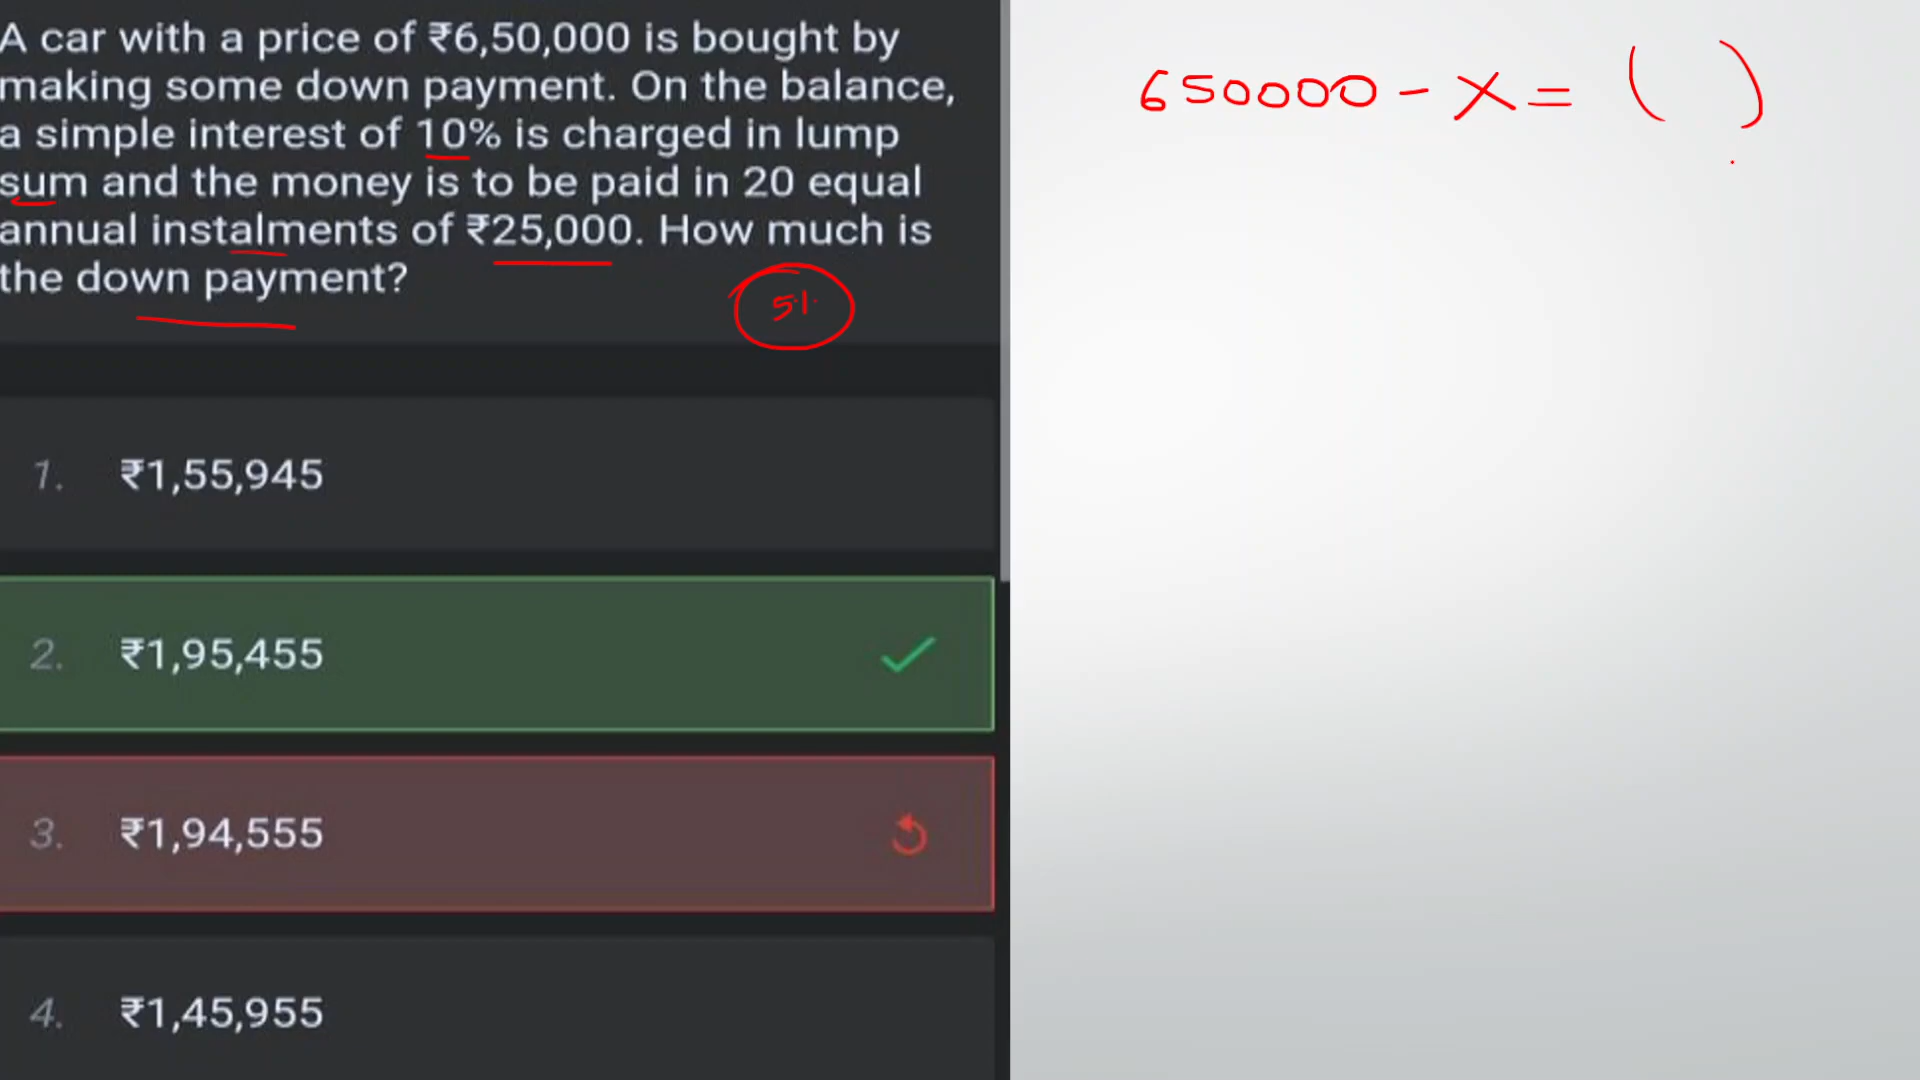 A car with a price of ₹6,50,000 is bought by
making some down payment. On the balance,
a simple interest of 10% is charged in lump
sum and the money is to be paid in 20 equal
annual instalments of ₹25,000. How much is
the down payment?
5%
1. ₹1,55,945
2. ₹1,95,455
3. ₹1,94,555
4. ₹1,45,955
650000 - x = ( )